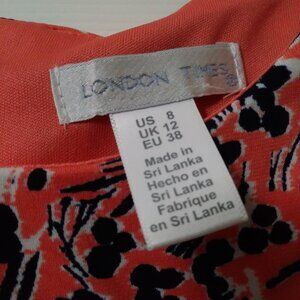 LONDON TIMES
US 8
UK 12
EU 38
Made in
Sri Lanka
Hecho en
Sri Lanka
Fabrique
en Sri Lanka